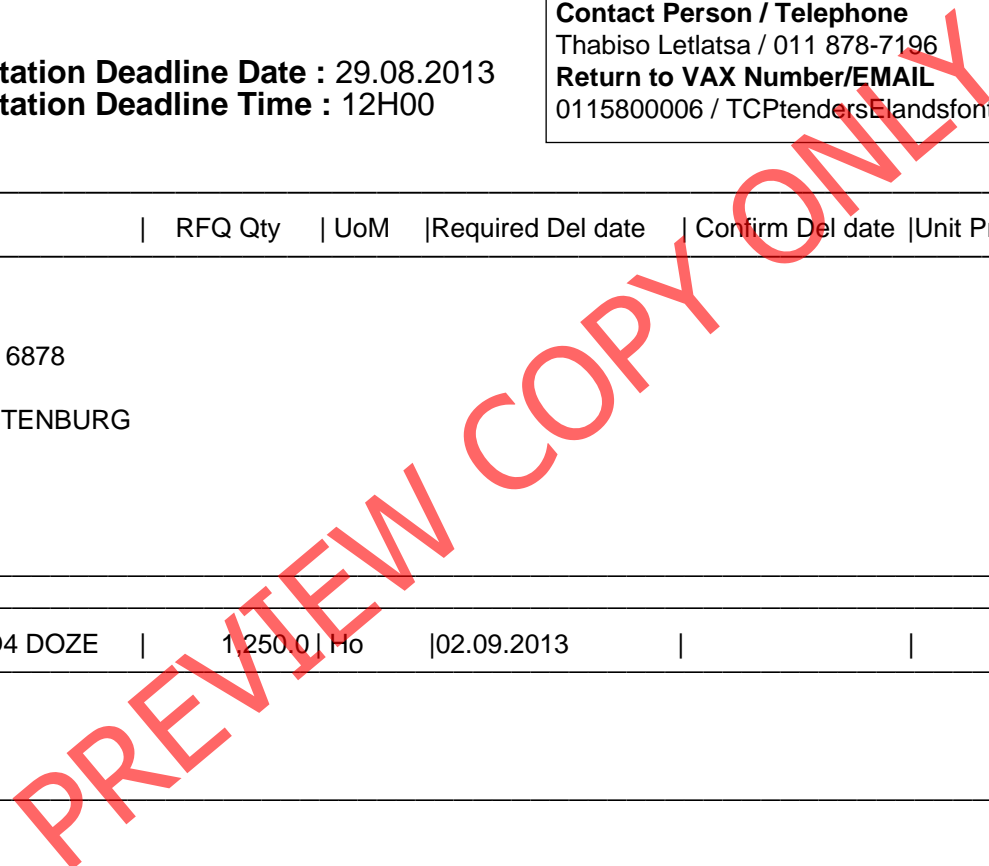 Contact Person / Telephone
Thabiso Letlatsa / 011 878-7196
tation Deadline Date : 29.08.2013
Return to VAX Number/EMAIL
tation Deadline Time : 12H00
0115800006 / TCPtendersElandsfont
| RFQ Qty | UoM |Required Del date | Confirm Del date |Unit Pr
6878
TENBURG
4 DOZE | 1,250.0 | Ho |02.09.2013 | |
PREVIEW COPY ONLY